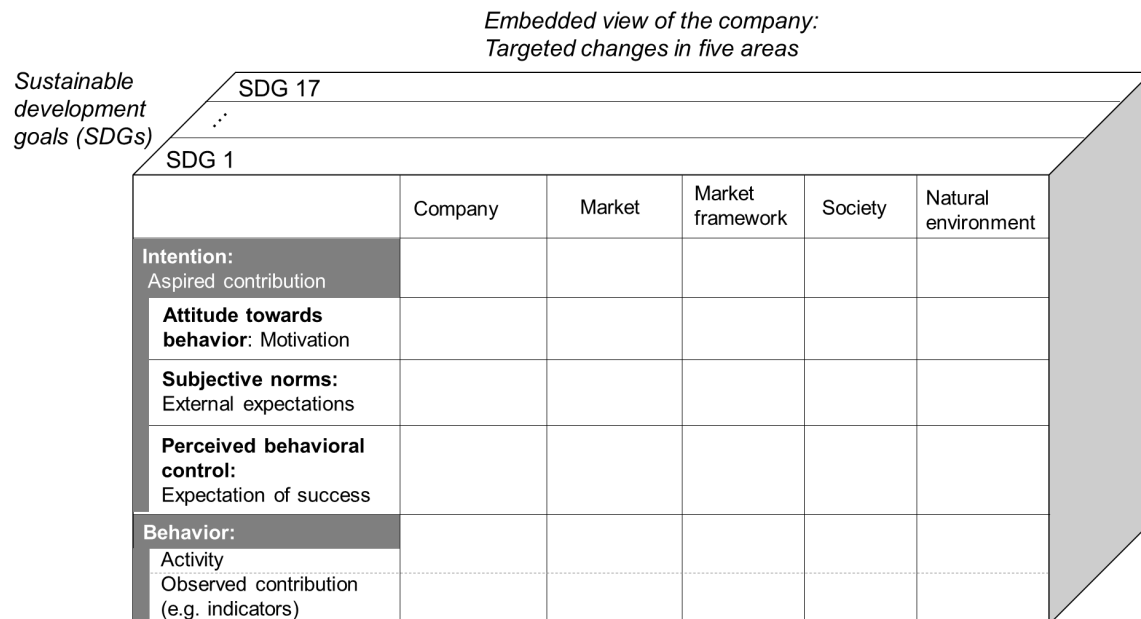 Embedded view of the company:
Targeted changes in five areas
Sustainable
development
goals (SDGs)
SDG 17
...
SDG 1
Company
Market
Market
framework
Society
Natural
environment
Intention:
Aspired contribution
Attitude towards
behavior: Motivation
Subjective norms:
External expectations
Perceived behavioral
control:
Expectation of success
Behavior:
Activity
Observed contribution
(e.g. indicators)